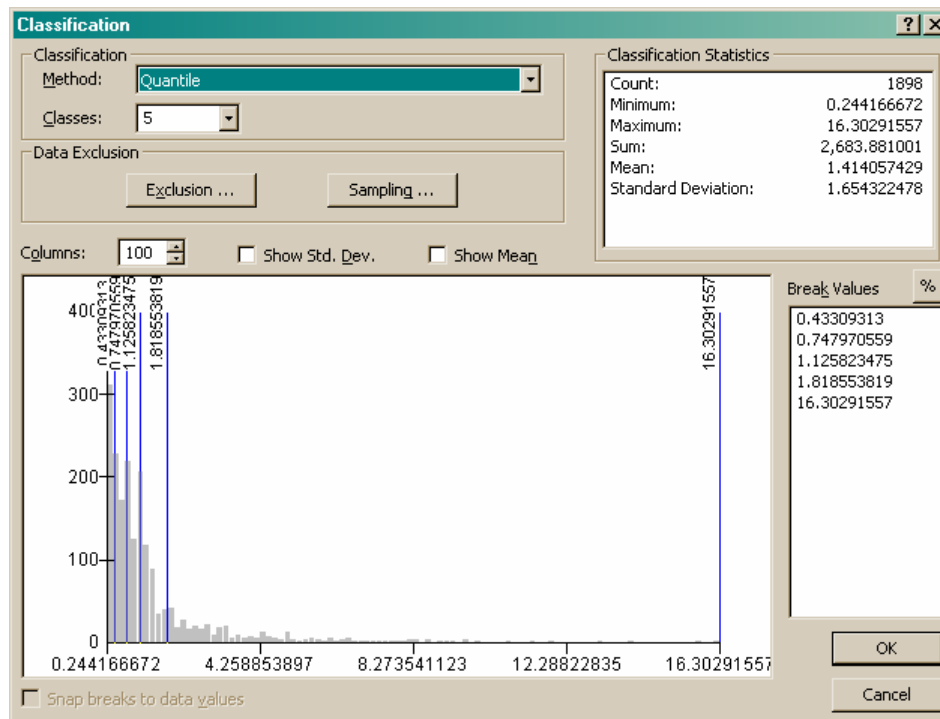 Classification
Classification
Method: Quantile
Classes: 5
Data Exclusion
Exclusion ...
Sampling ...
Classification Statistics
Count: 1898
Minimum: 0.244166672
Maximum: 16.30291557
Sum: 2,683.881001
Mean: 1.414057429
Standard Deviation: 1.654322478
Columns: 100
Show Std. Dev.
Show Mean
Break Values %
0.43309313
0.747970559
1.125823475
1.818553819
16.30291557
400
300
200
100
0
0.43309313
0.747970559
1.125823475
1.818553819
16.30291557
0.244166672 4.258853897 8.273541123 12.28822835 16.30291557
Snap breaks to data values
OK
Cancel